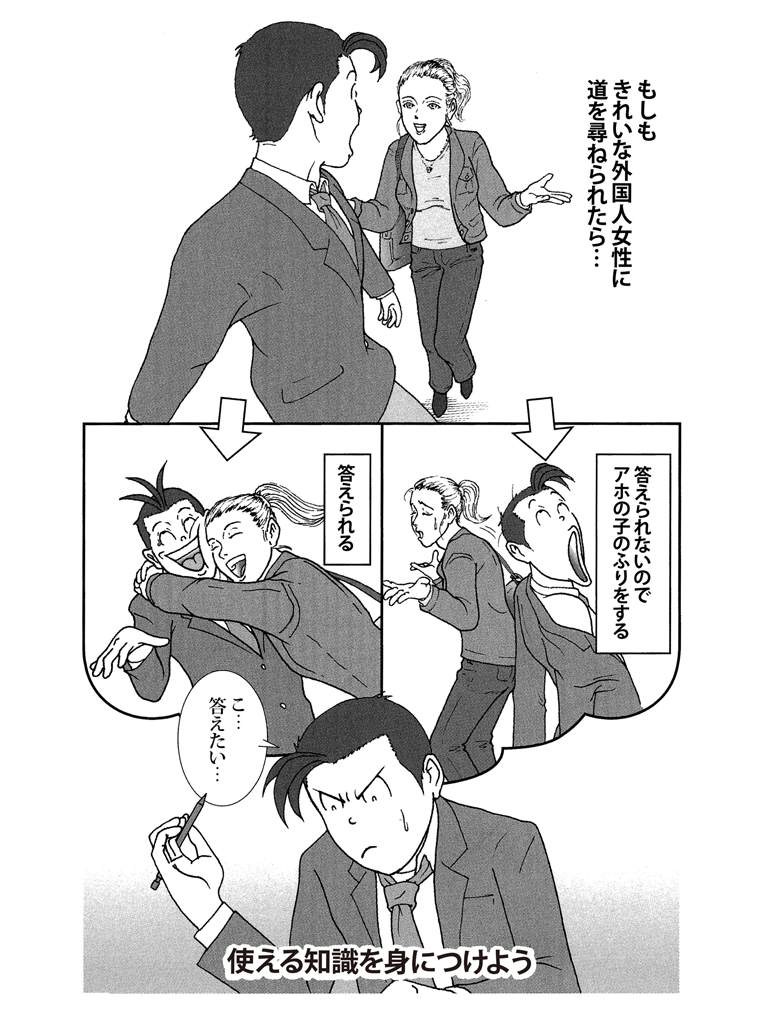 もしも
きれいな外国人女性に
道を尋ねられたら…
答えられないので
アホの子のふりをする
答えられる
こ…
答えたい…
使える知識を身につけよう